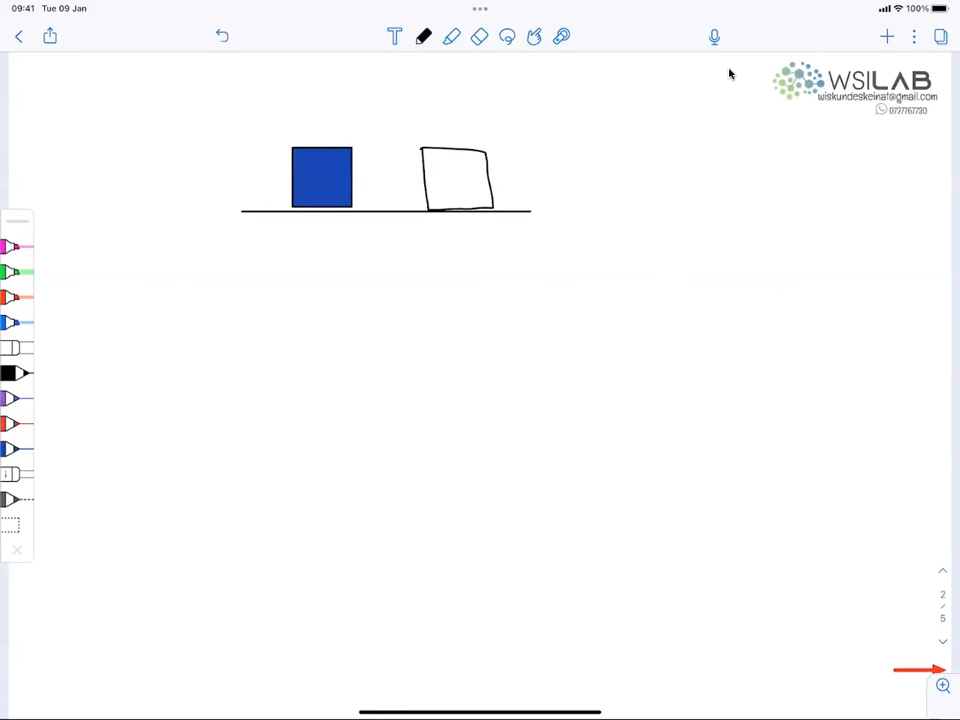 09:41 Tue 09 Jan
100%
T
WSILAB
wiskundeskeinat@gmail.com
0727767730
2
/
5